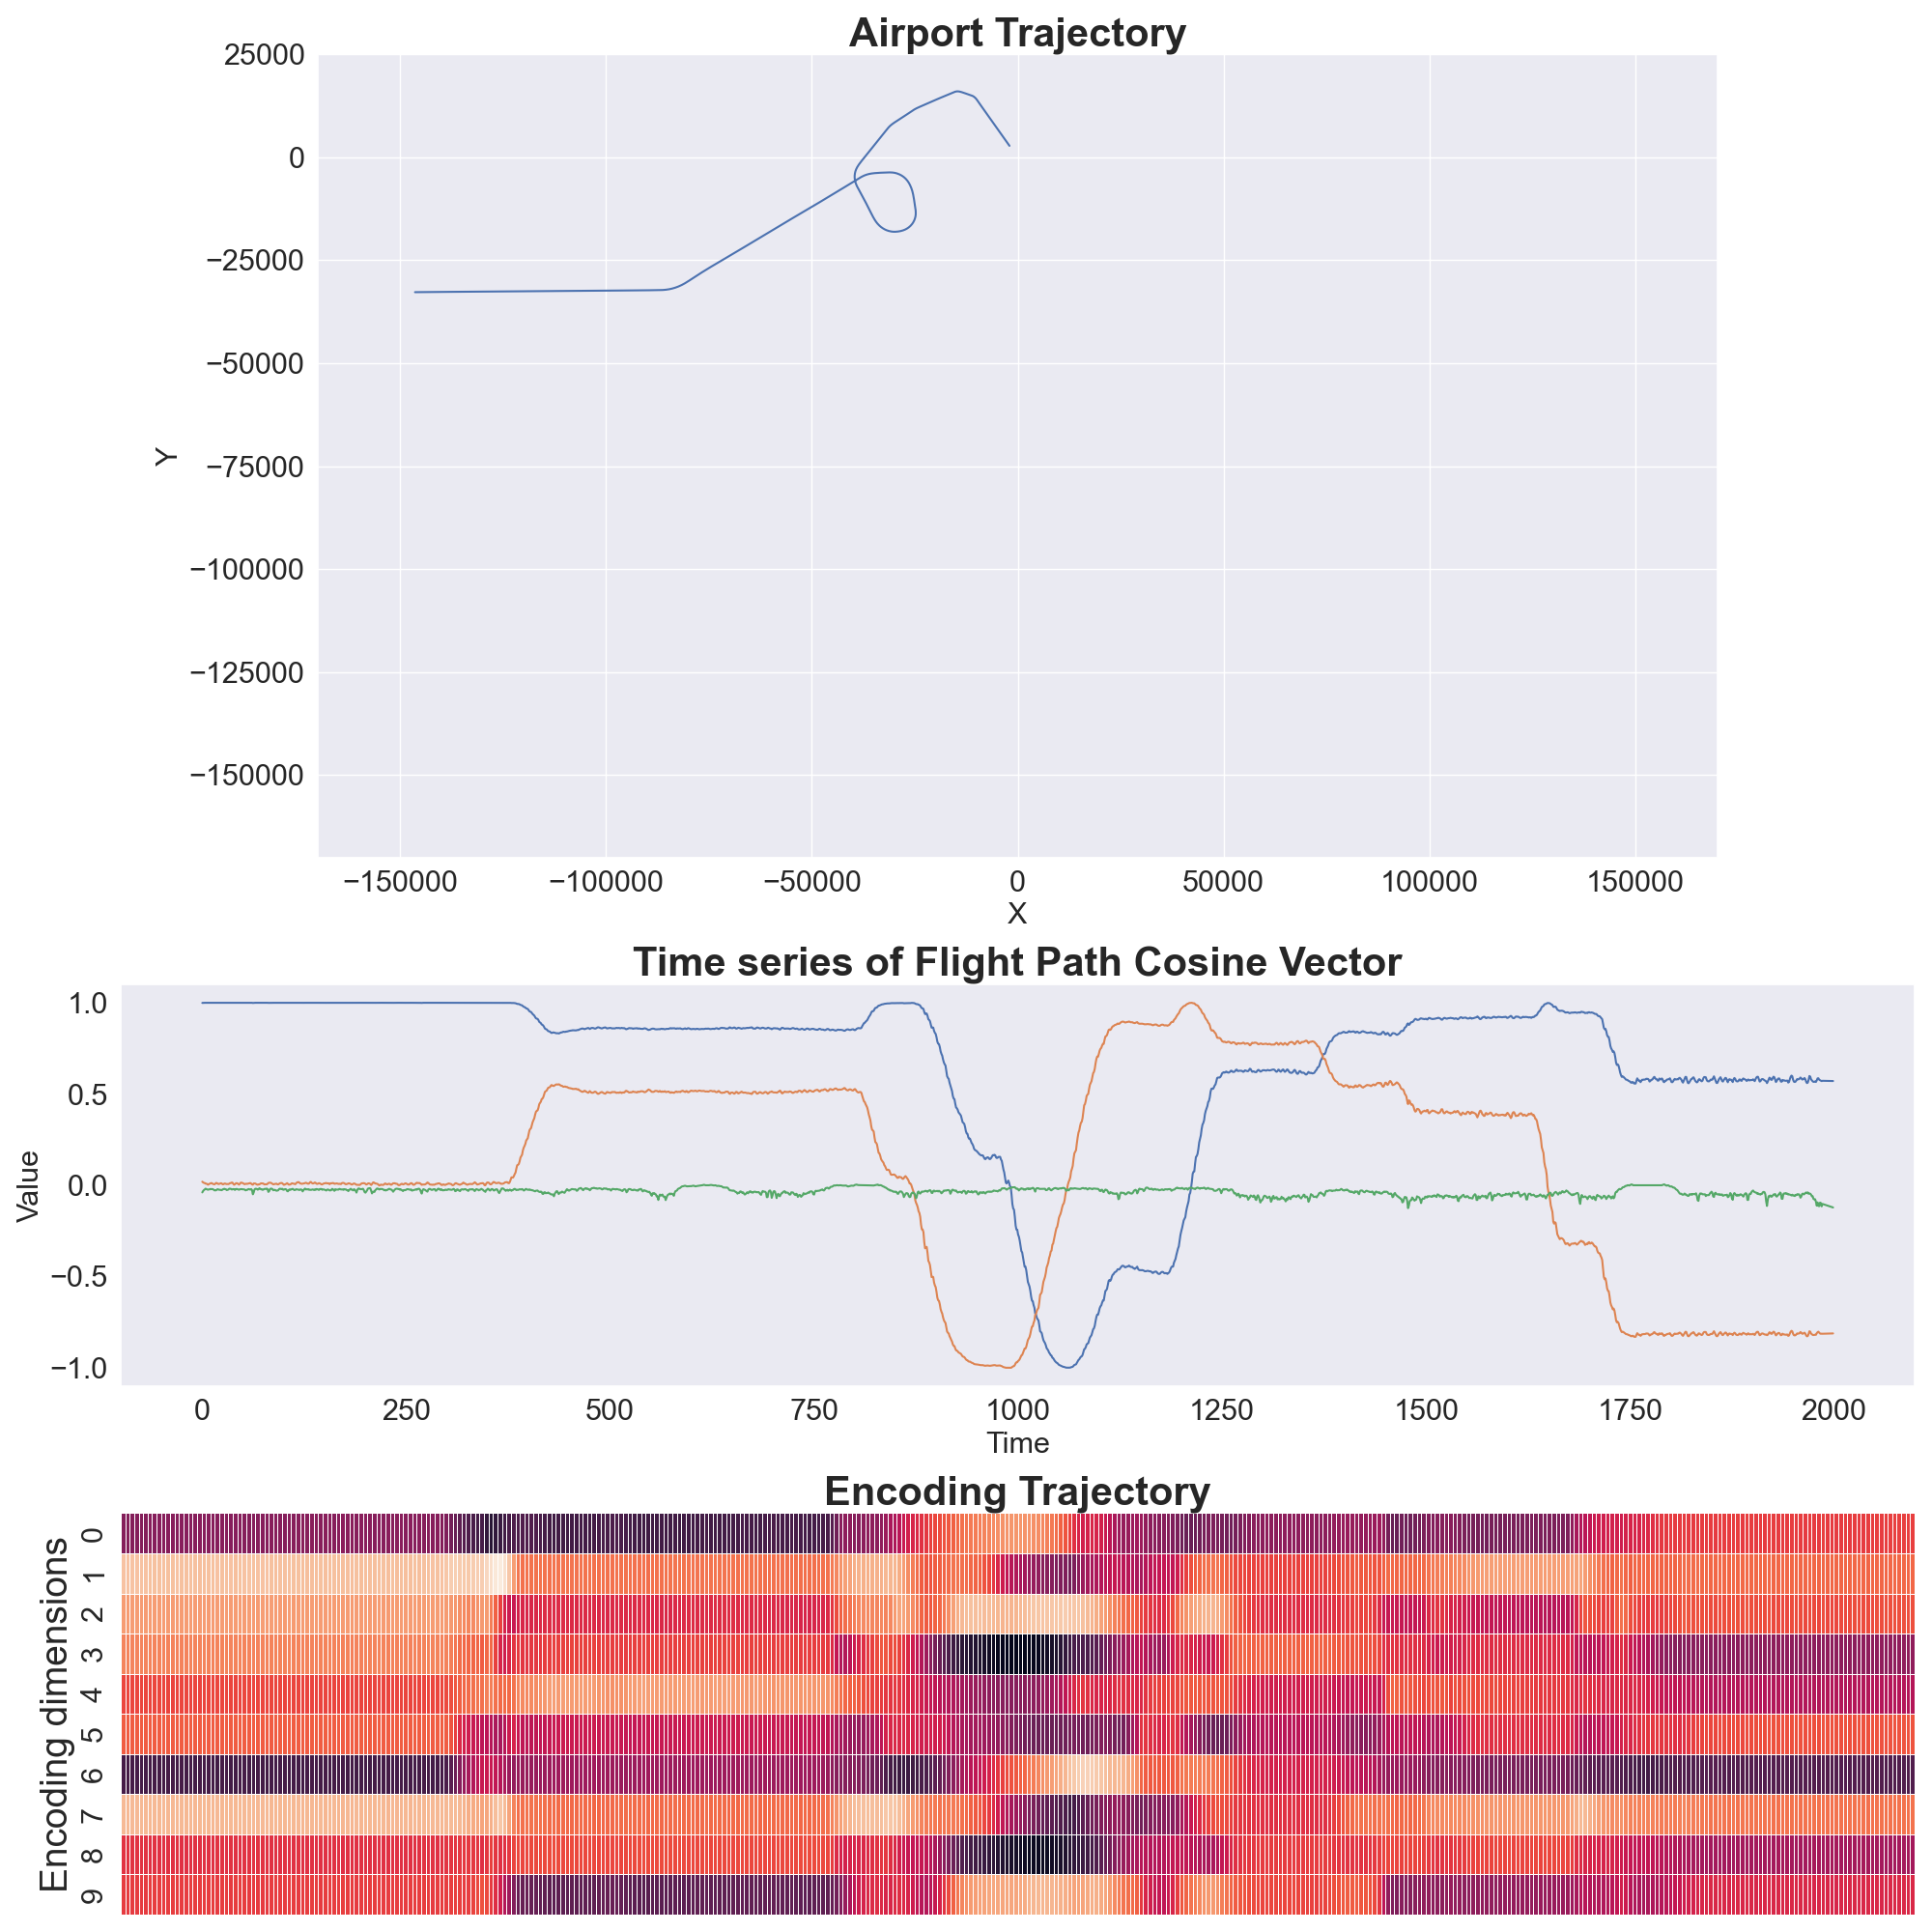 Airport Trajectory
25000
0
−25000
−50000
−75000
−100000
−125000
−150000
Y
−150000 −100000 −50000 0 50000 100000 150000
X
Time series of Flight Path Cosine Vector
1.0
0.5
0.0
−0.5
−1.0
Value
0 250 500 750 1000 1250 1500 1750 2000
Time
Encoding Trajectory
Encoding dimensions
0
1
2
3
4
5
6
7
8
9